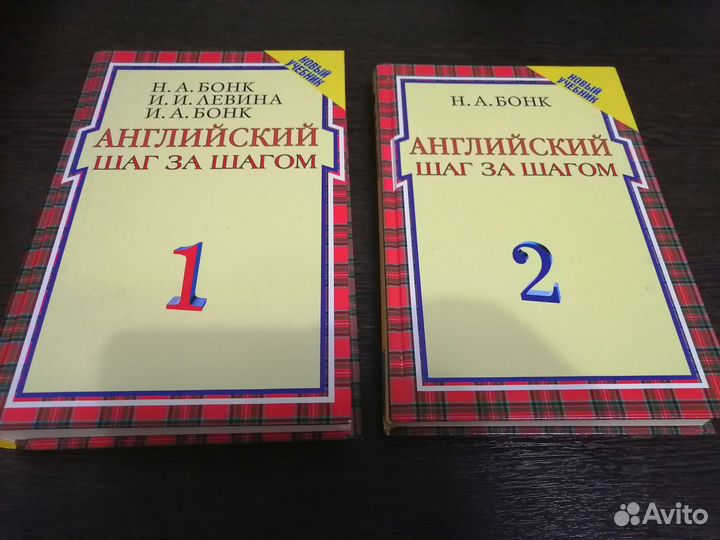 НОВЫЙ
УЧЕБНИК
Н. А. БОНК
И. И. ЛЕВИНА
И. А. БОНК
АНГЛИЙСКИЙ
ШАГ ЗА ШАГОМ
1
НОВЫЙ
УЧЕБНИК
Н. А. БОНК
АНГЛИЙСКИЙ
ШАГ ЗА ШАГОМ
2
Avito